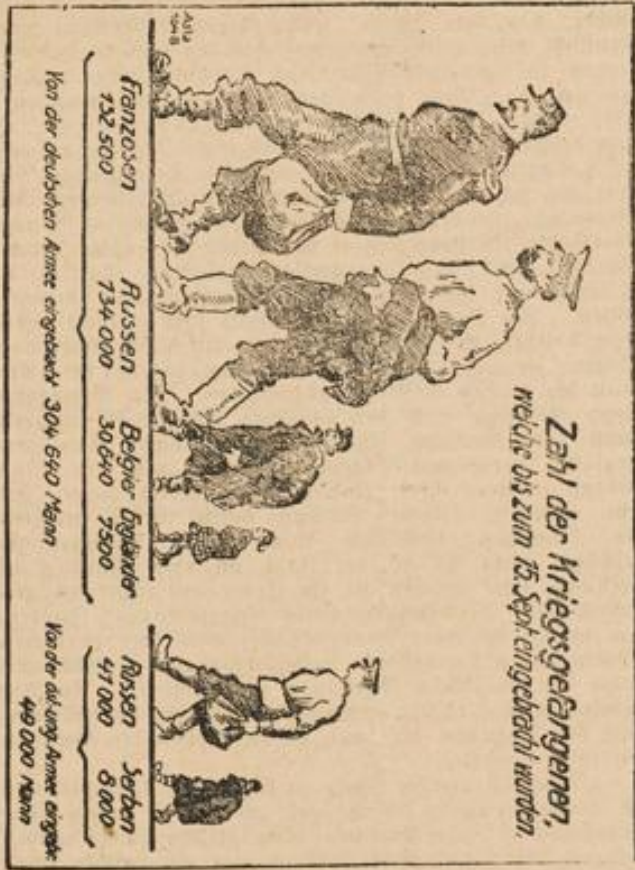 Zahl der Kriegsgefangenen,
welche bis zum 15. Sept. eingebracht wurden.
Franzosen Russen Belgier Engländer Russen Serben
132 500 134 000 30 640 7500 41 000 8 000
Von der deutschen Armee eingebracht 304 640 Mann
Von der öst-ung. Armee eingebr.
49 000 Mann